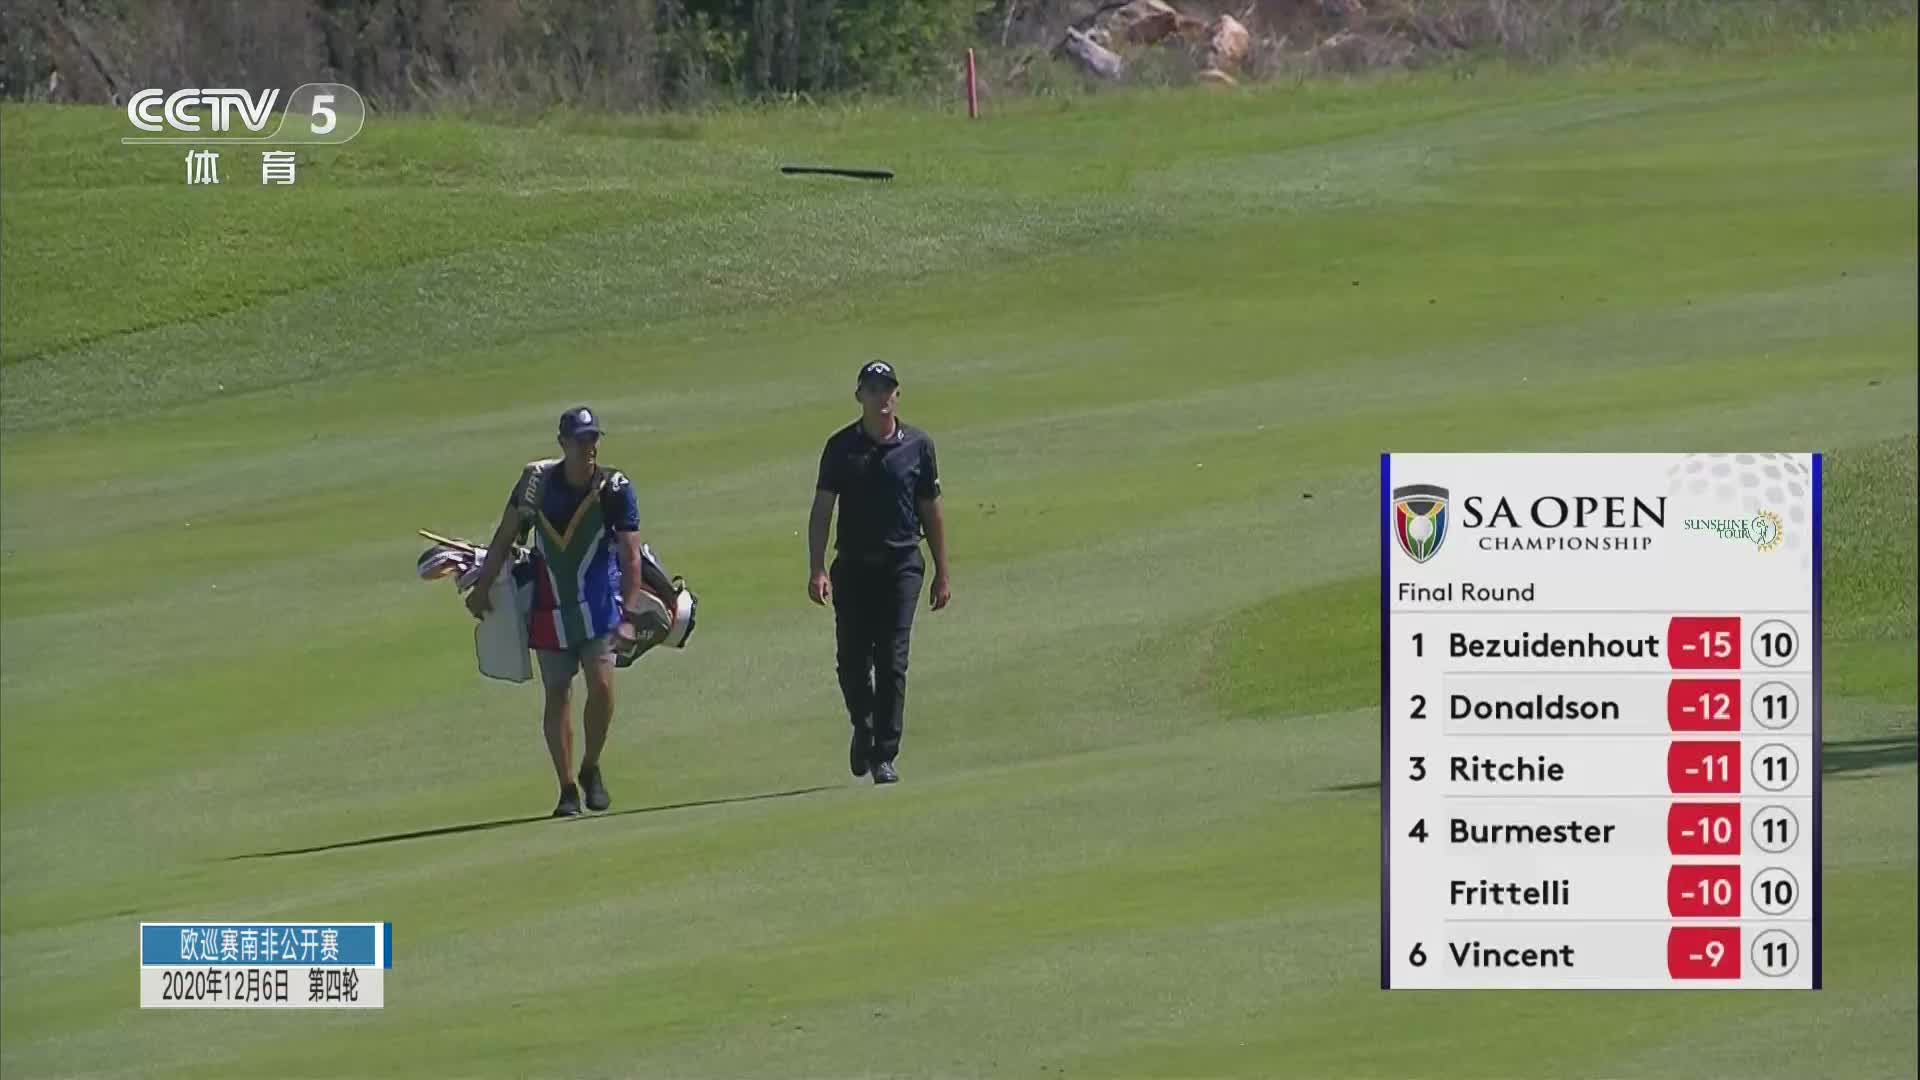 CCTV 5
体育
SA OPEN
CHAMPIONSHIP
SUNSHINE
TOUR
Final Round
1 Bezuidenhout -15 10
2 Donaldson -12 11
3 Ritchie -11 11
4 Burmester -10 11
Frittelli -10 10
6 Vincent -9 11
欧巡赛南非公开赛
2020年12月6日 第四轮